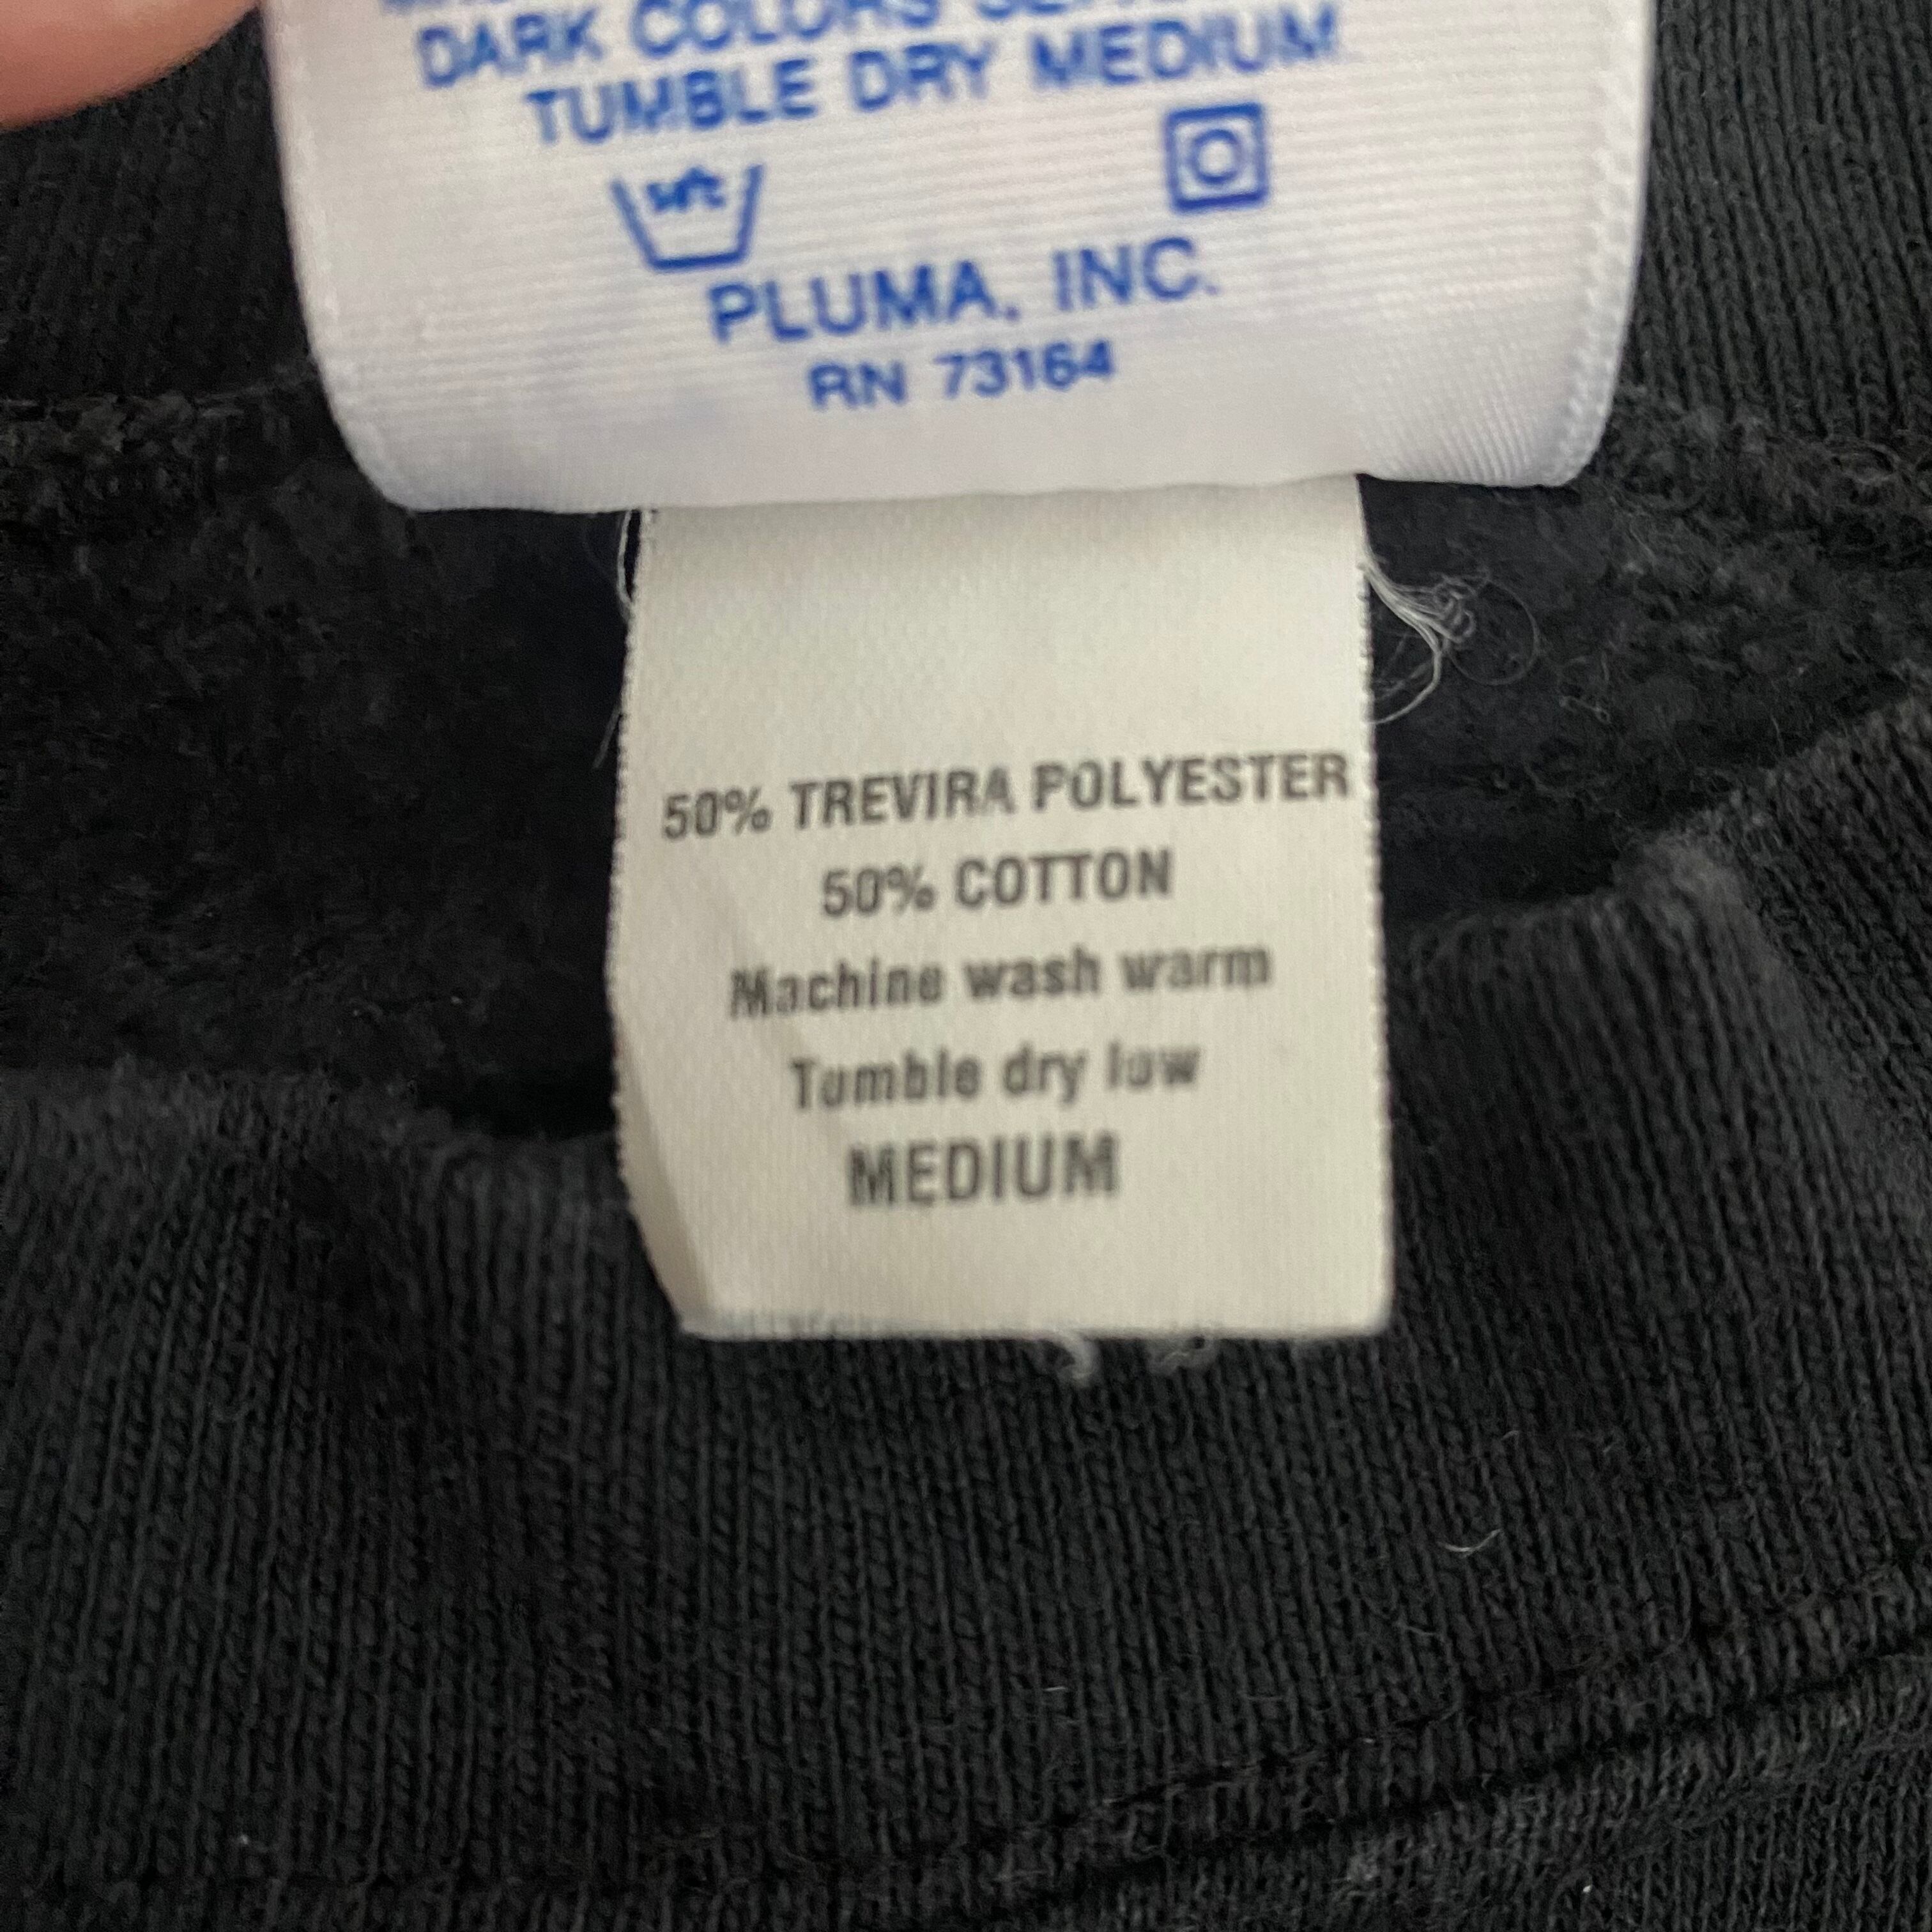 DARK COLORS
TUMBLE DRY MEDIUM
PLUMA, INC.
RN 73164
50% TREVIRA POLYESTER
50% COTTON
Machine wash warm
Tumble dry low
MEDIUM